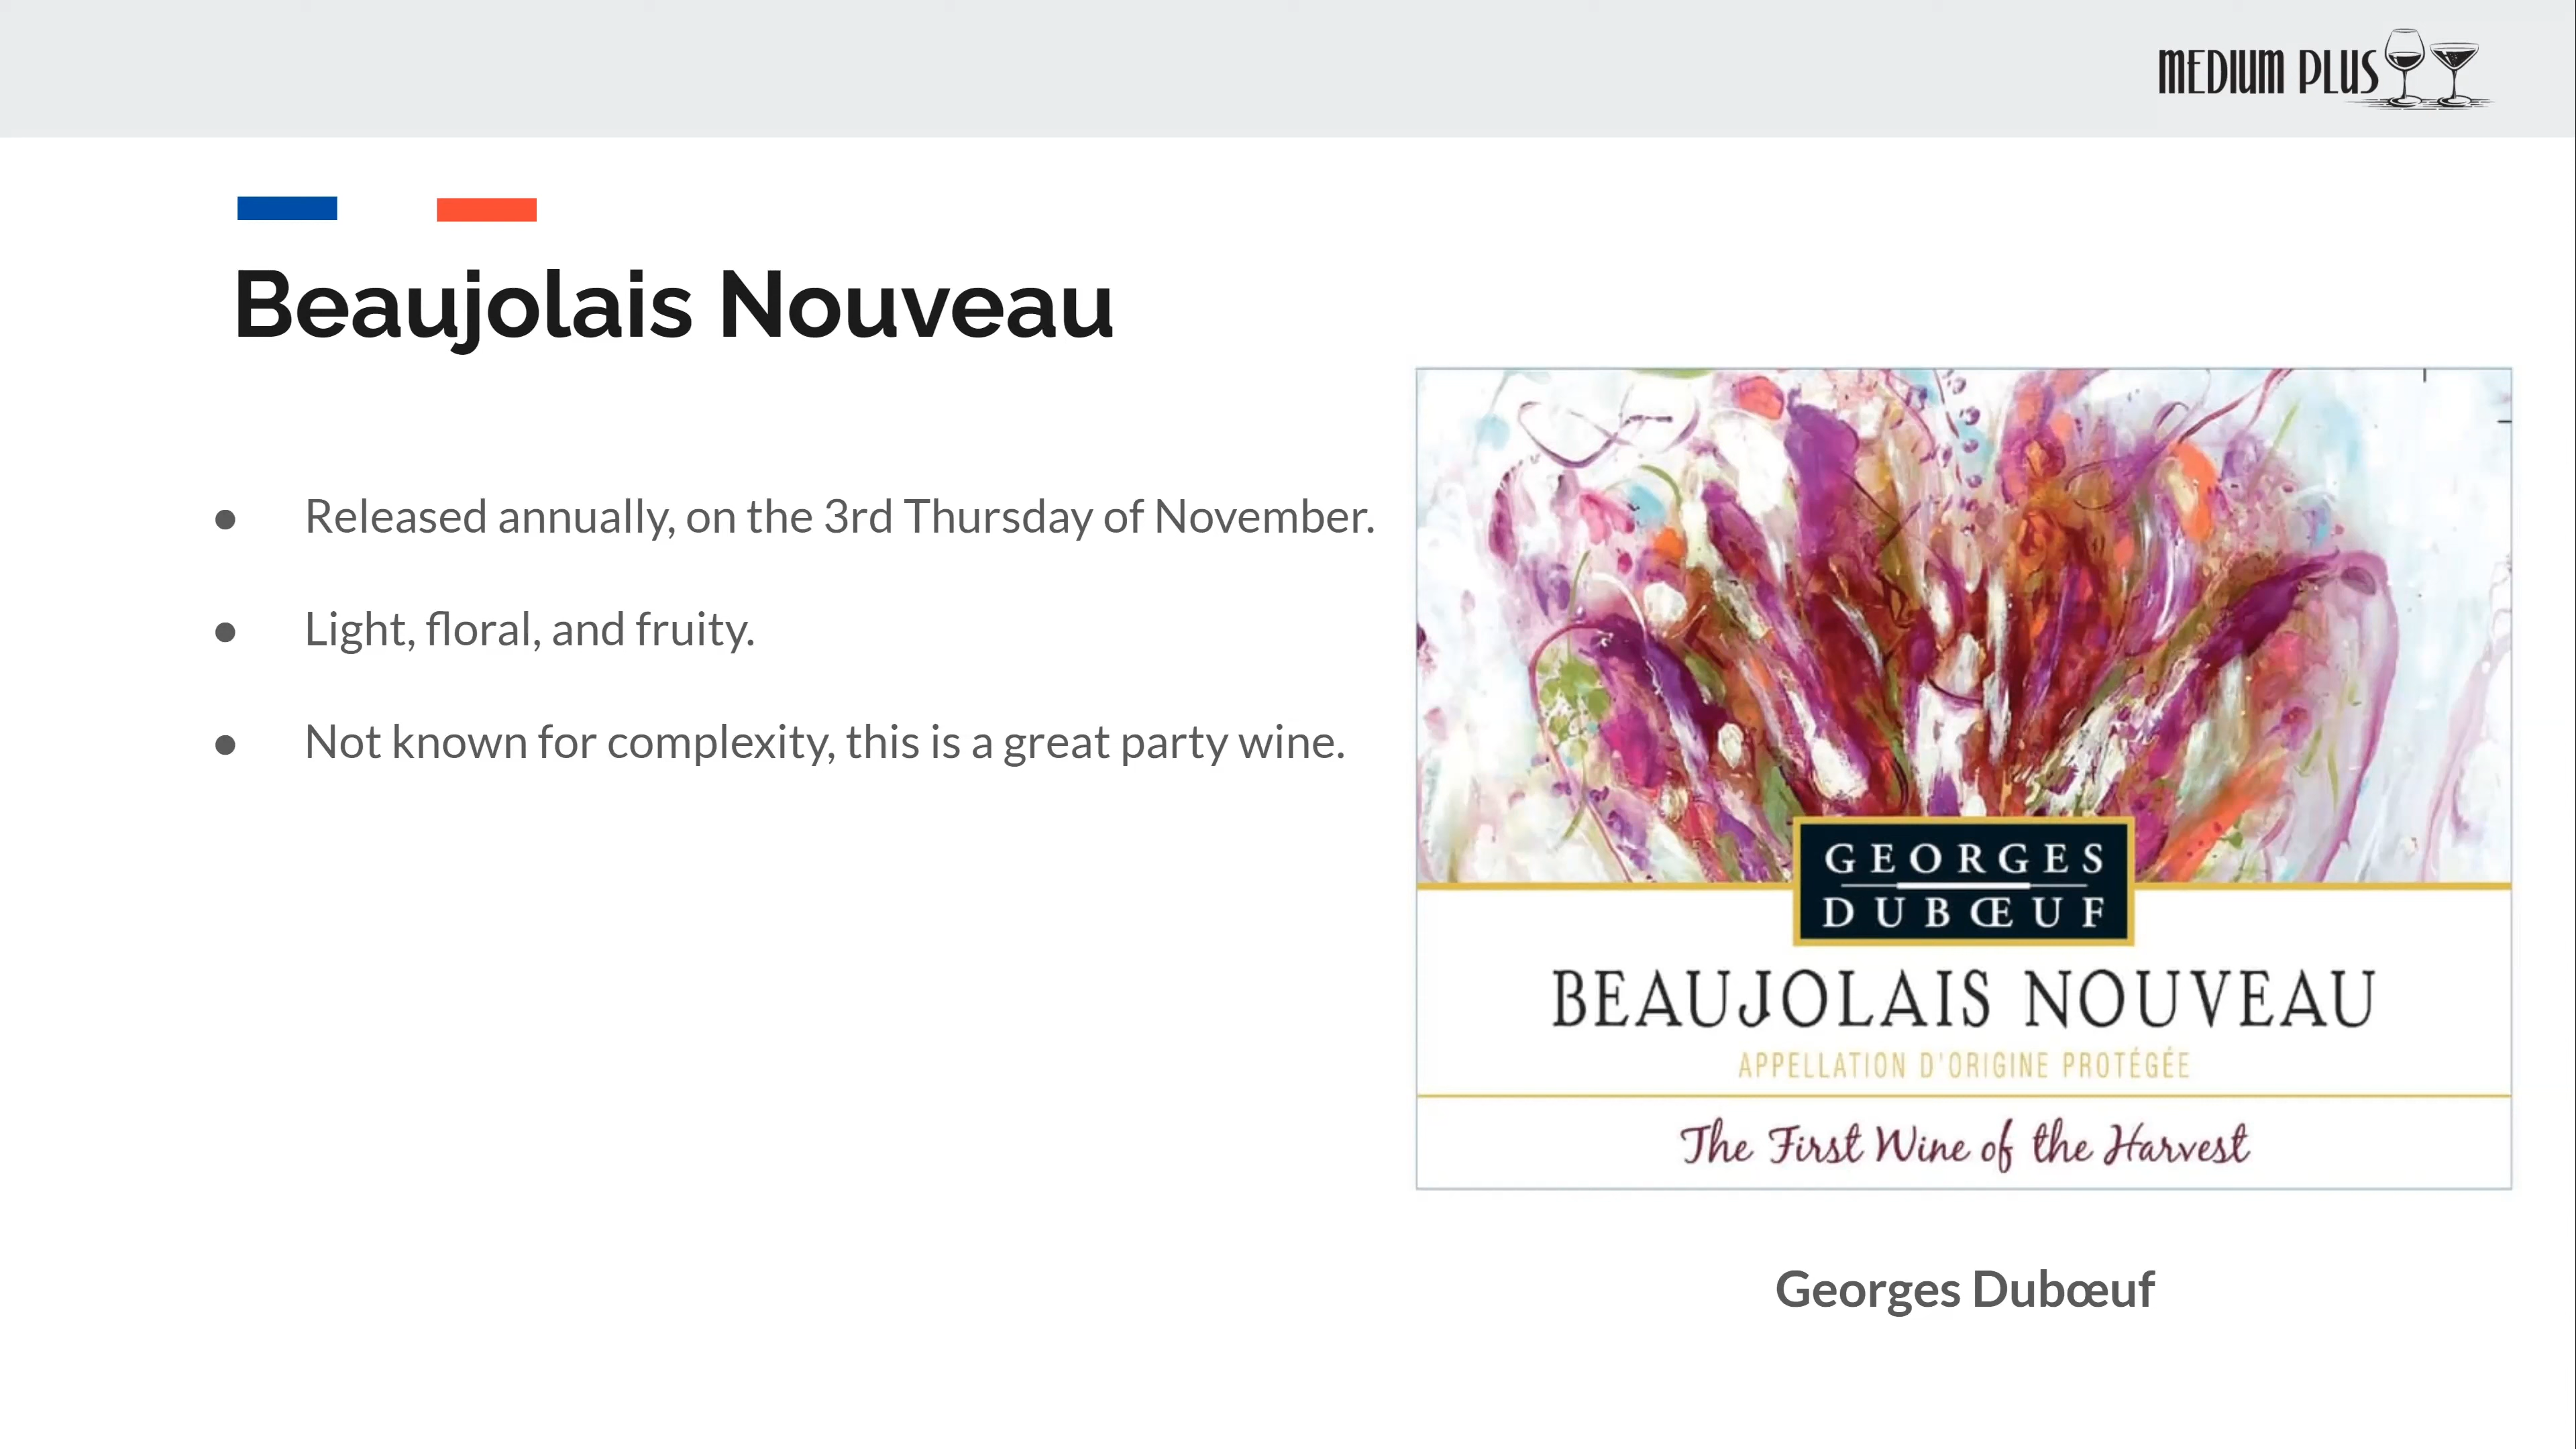 MEDIUM PLUS
Beaujolais Nouveau
● Released annually, on the 3rd Thursday of November.
● Light, floral, and fruity.
● Not known for complexity, this is a great party wine.
GEORGES
DUBŒUF
BEAUJOLAIS NOUVEAU
APPELLATION D'ORIGINE PROTÉGÉE
The First Wine of the Harvest
Georges Dubœuf